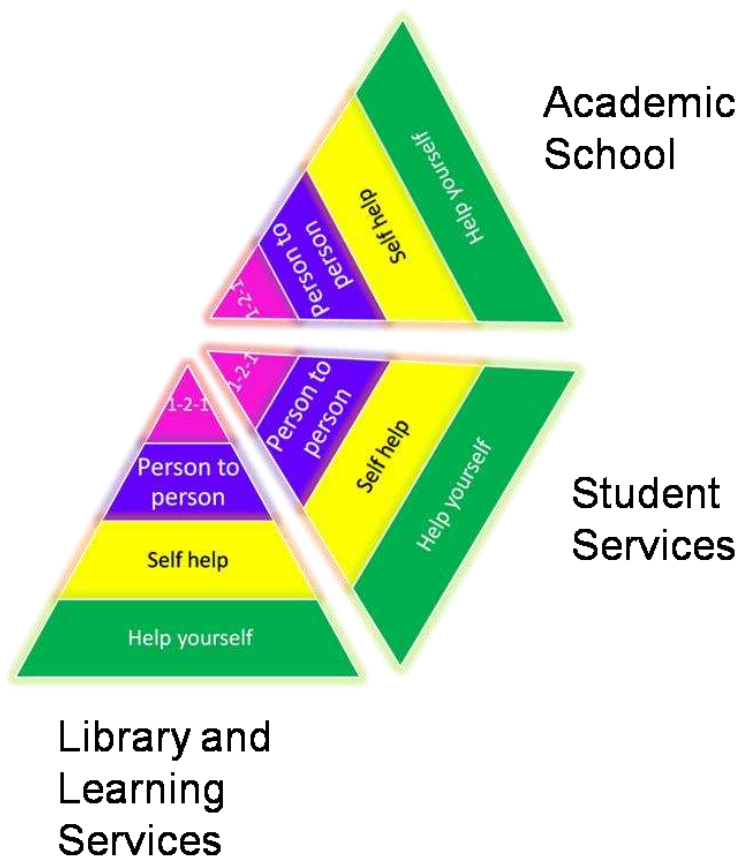 Academic
School
Help yourself
Self help
Person to
person
1-2-1
1-2-1
Person to
person
Self help
Help yourself
Student
Services
1-2-1
Person to
person
Self help
Help yourself
Library and
Learning
Services